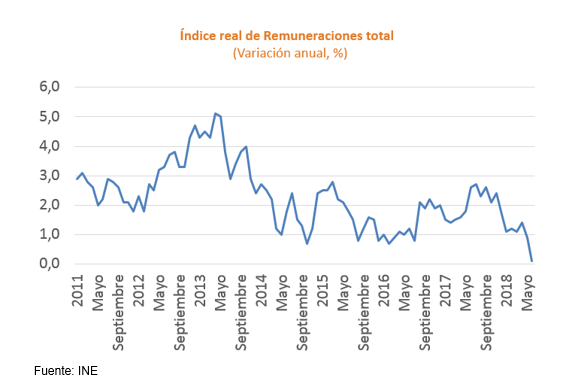 Índice real de Remuneraciones total
(Variación anual, %)
6,0
5,0
4,0
3,0
2,0
1,0
0,0
2011
Mayo
Septiembre
2012
Mayo
Septiembre
2013
Mayo
Septiembre
2014
Mayo
Septiembre
2015
Mayo
Septiembre
2016
Mayo
Septiembre
2017
Mayo
Septiembre
2018
Mayo
Fuente: INE